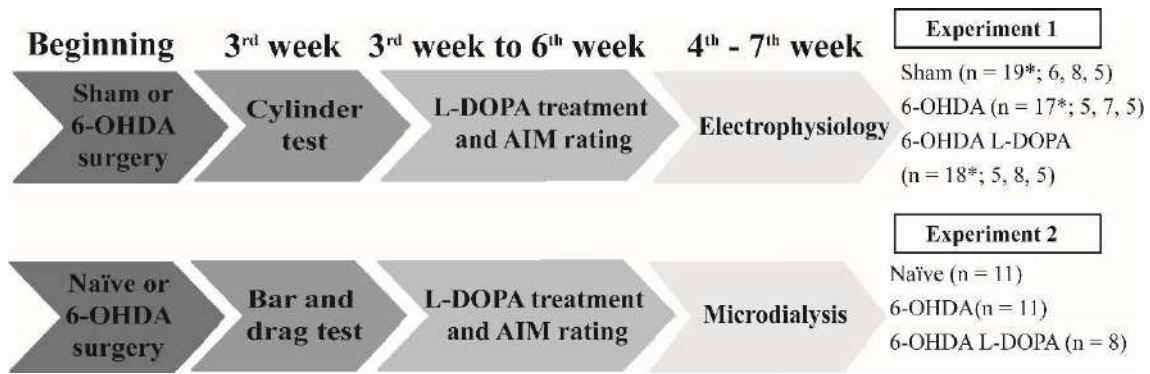 Beginning
3rd week
3rd week to 6th week
4th - 7th week
Experiment 1
Sham or
6-OHDA
surgery
Cylinder
test
L-DOPA treatment
and AIM rating
Electrophysiology
Sham (n = 19*; 6, 8, 5)
6-OHDA (n = 17*; 5, 7, 5)
6-OHDA L-DOPA
(n = 18*; 5, 8, 5)
Experiment 2
Naïve or
6-OHDA
surgery
Bar and
drag test
L-DOPA treatment
and AIM rating
Microdialysis
Naïve (n = 11)
6-OHDA(n = 11)
6-OHDA L-DOPA (n = 8)